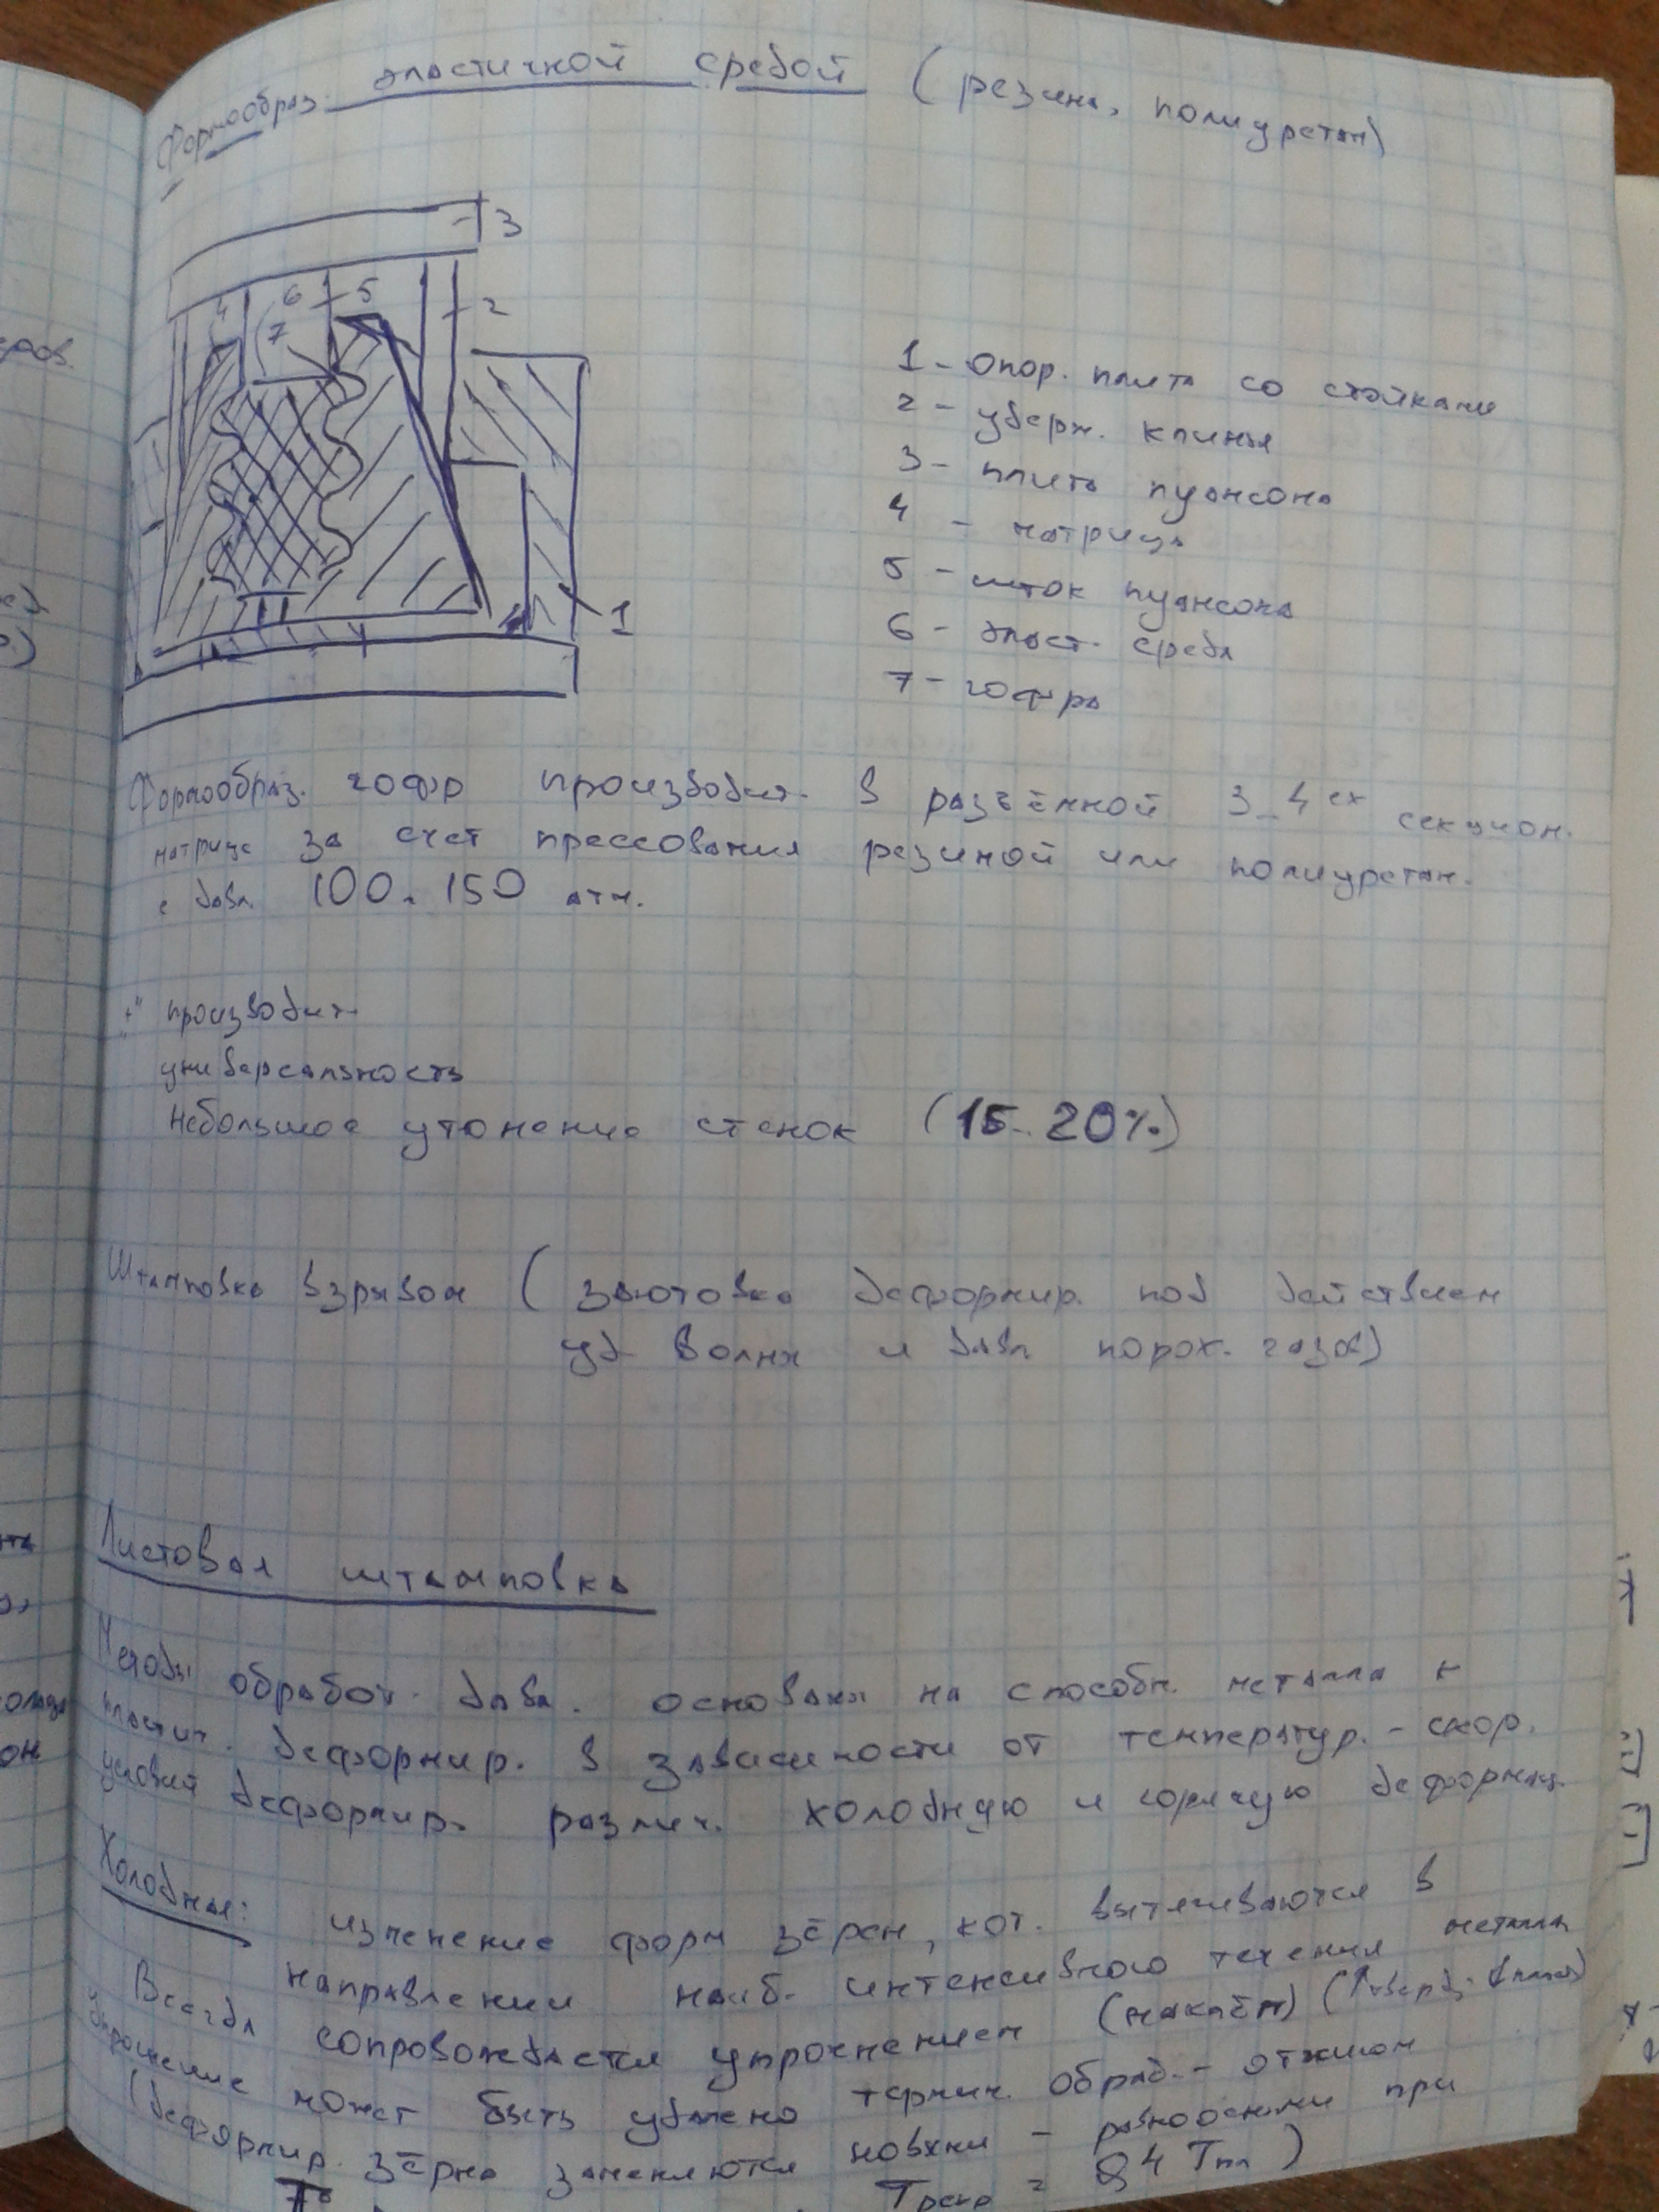 Формообраз. эластичной средой (резина, полиуретан)
3
4 6 5 2
7
1
1 - опор. плита со стойками
2 - удерж. клинья
3 - плита пуансона
4 - матрица
5 - шток пуансона
6 - эласт. среда
7 - гофра
Формообраз. гофр производит. в разъёмной 3-4ех секцион.
матрице за счет прессования резиной или полиуретан.
с давл. 100-150 атм.
"+" производит.
универсальность
небольшое утонение стенок (15-20%)
Штамповка взрывом (заготовка деформир. под действием
уд волны и давл порох. газов)
Листовая штамповка
Методы обработ. давл. основаны на способн. металла к
пластич. деформир. В зависимости от температур.-скор.
условий деформир. различ. холодную и горячую деформац.
Холодная: изменение форм зёрен, кот. вытягиваются в
направлении наиб. интенсивного течения металла
Всегда сопровождается упрочнением (наклёп)
Упрочнение может быть удалено термич. обраб. - отжигом
(деформир. зёрна заменяются новыми - равноосными при
Tрекр = 0,4 Tпл)